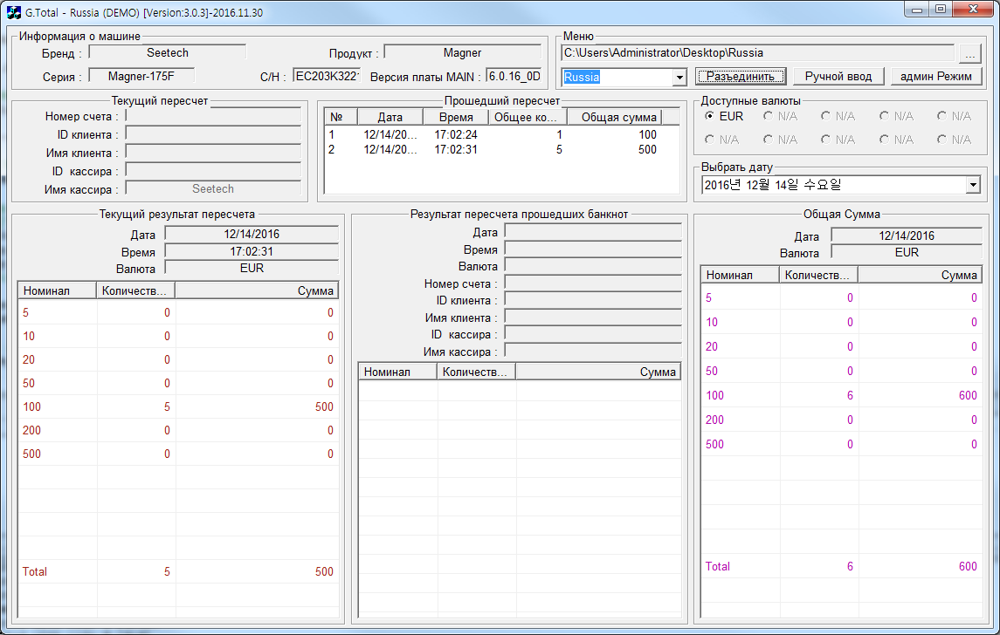 G.Total - Russia (DEMO) [Version:3.0.3]-2016.11.30
Информация о машине
Бренд : Seetech Продукт : Magner
Серия : Magner-175F С/Н : EC203K322 Версия платы MAIN : 6.0.16_0D
Меню
C:\Users\Administrator\Desktop\Russia ...
Russia Разъединить Ручной ввод админ Режим
Текущий пересчет
Номер счета :
ID клиента :
Имя клиента :
ID кассира :
Имя кассира : Seetech
Прошедший пересчет
№ Дата Время Общее ко... Общая сумма
1 12/14/20... 17:02:24 1 100
2 12/14/20... 17:02:31 5 500
Доступные валюты
EUR N/A N/A N/A N/A
N/A N/A N/A N/A N/A
Выбрать дату
2016년 12월 14일 수요일
Текущий результат пересчета
Дата 12/14/2016
Время 17:02:31
Валюта EUR
Номинал Количеств... Сумма
5 0 0
10 0 0
20 0 0
50 0 0
100 5 500
200 0 0
500 0 0
Total 5 500
Результат пересчета прошедших банкнот
Дата
Время
Валюта
Номер счета :
ID клиента :
Имя клиента :
ID кассира :
Имя кассира :
Номинал Количеств... Сумма
Общая Сумма
Дата 12/14/2016
Валюта EUR
Номинал Количеств... Сумма
5 0 0
10 0 0
20 0 0
50 0 0
100 6 600
200 0 0
500 0 0
Total 6 600